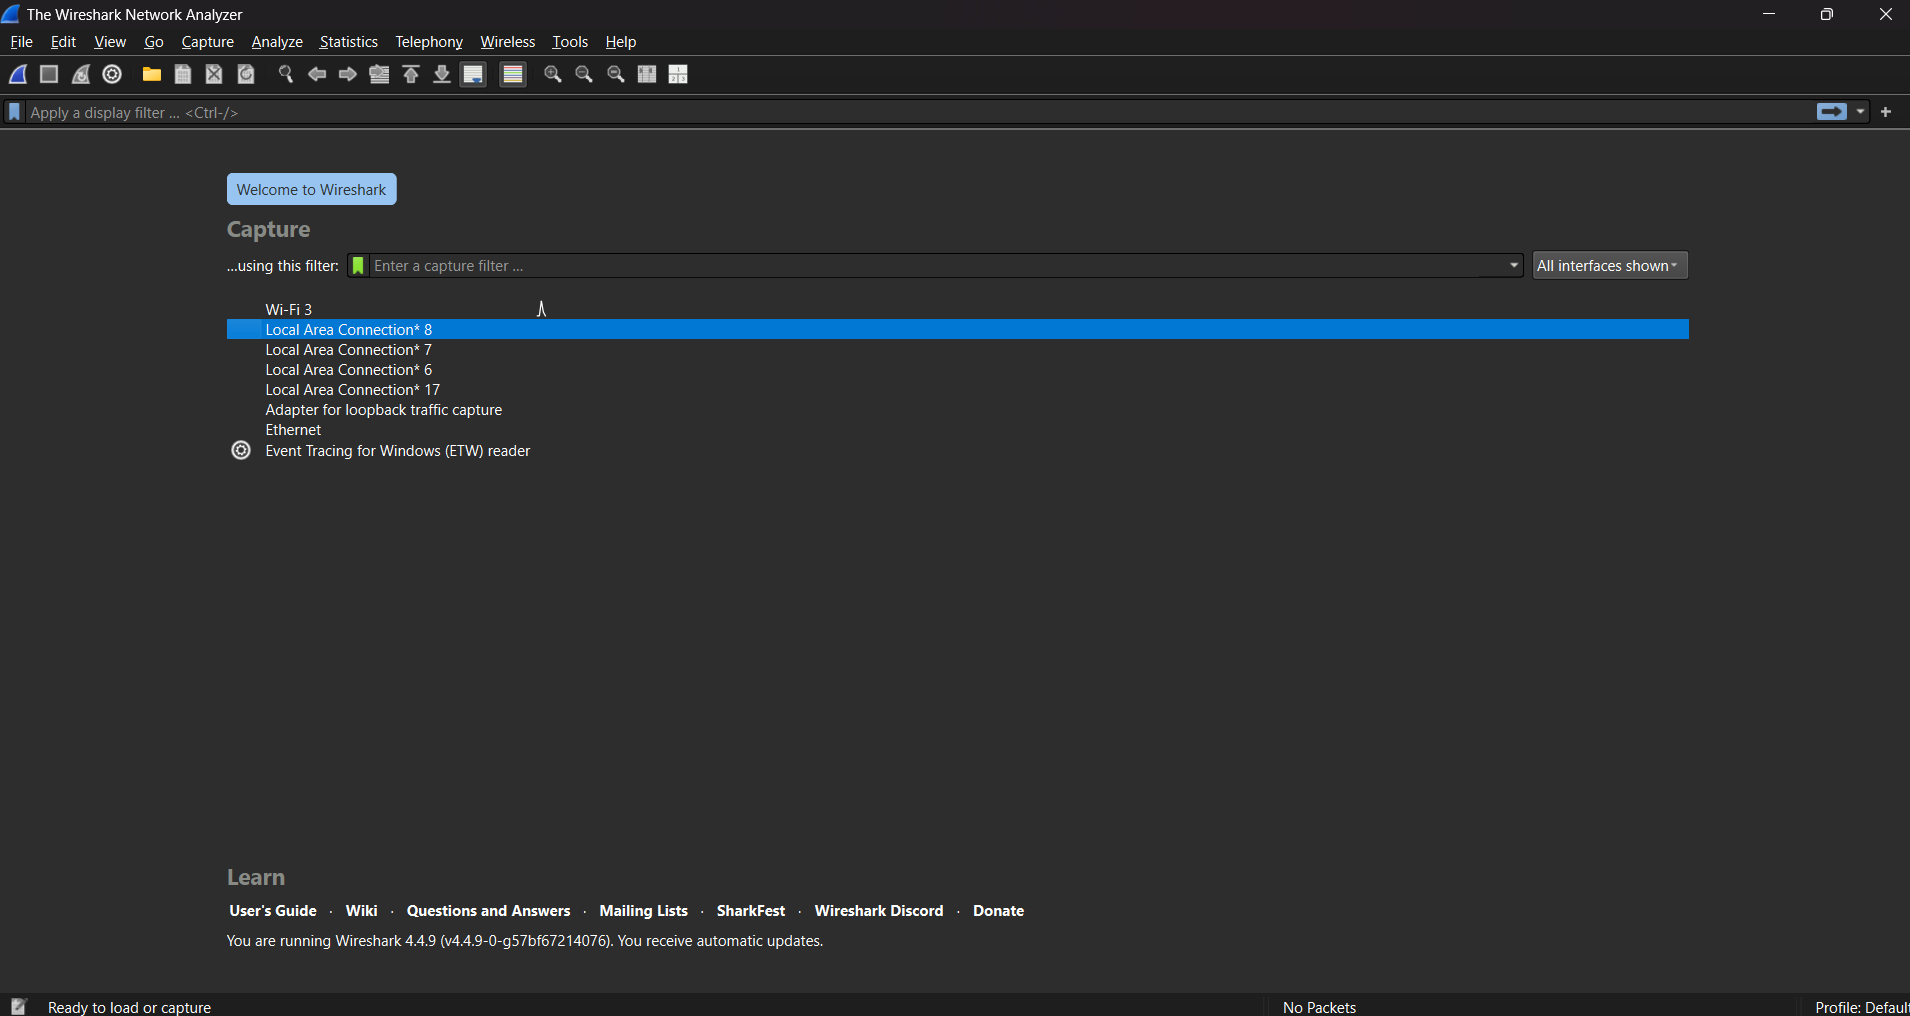 The Wireshark Network Analyzer
File Edit View Go Capture Analyze Statistics Telephony Wireless Tools Help
Apply a display filter ... <Ctrl-/>
Welcome to Wireshark
Capture
...using this filter: Enter a capture filter ... All interfaces shown
Wi-Fi 3
Local Area Connection* 8
Local Area Connection* 7
Local Area Connection* 6
Local Area Connection* 17
Adapter for loopback traffic capture
Ethernet
Event Tracing for Windows (ETW) reader
Learn
User's Guide · Wiki · Questions and Answers · Mailing Lists · SharkFest · Wireshark Discord · Donate
You are running Wireshark 4.4.9 (v4.4.9-0-g57bf67214076). You receive automatic updates.
Ready to load or capture No Packets Profile: Default